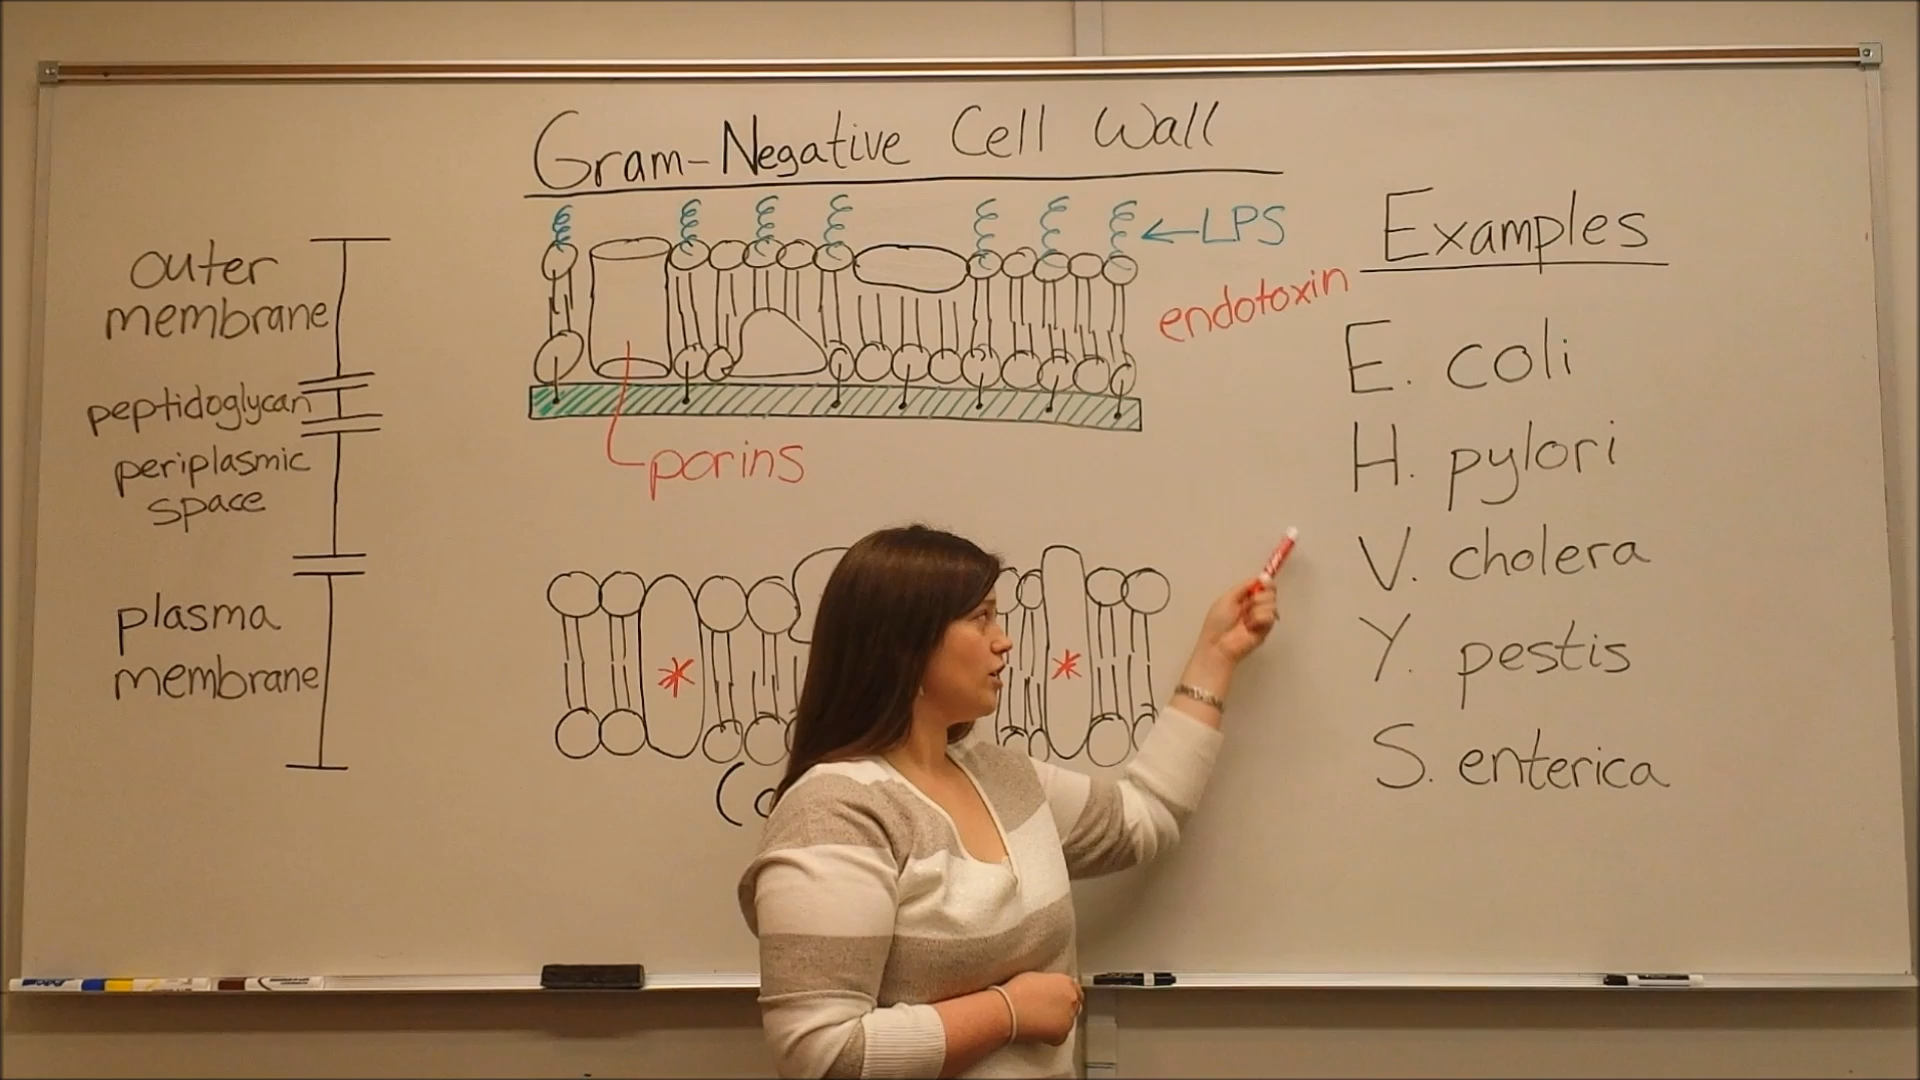 Gram-Negative Cell Wall
outer
membrane
peptidoglycan
periplasmic
space
plasma
membrane
LPS
endotoxin
porins
Examples
E. coli
H. pylori
V. cholera
Y. pestis
S. enterica